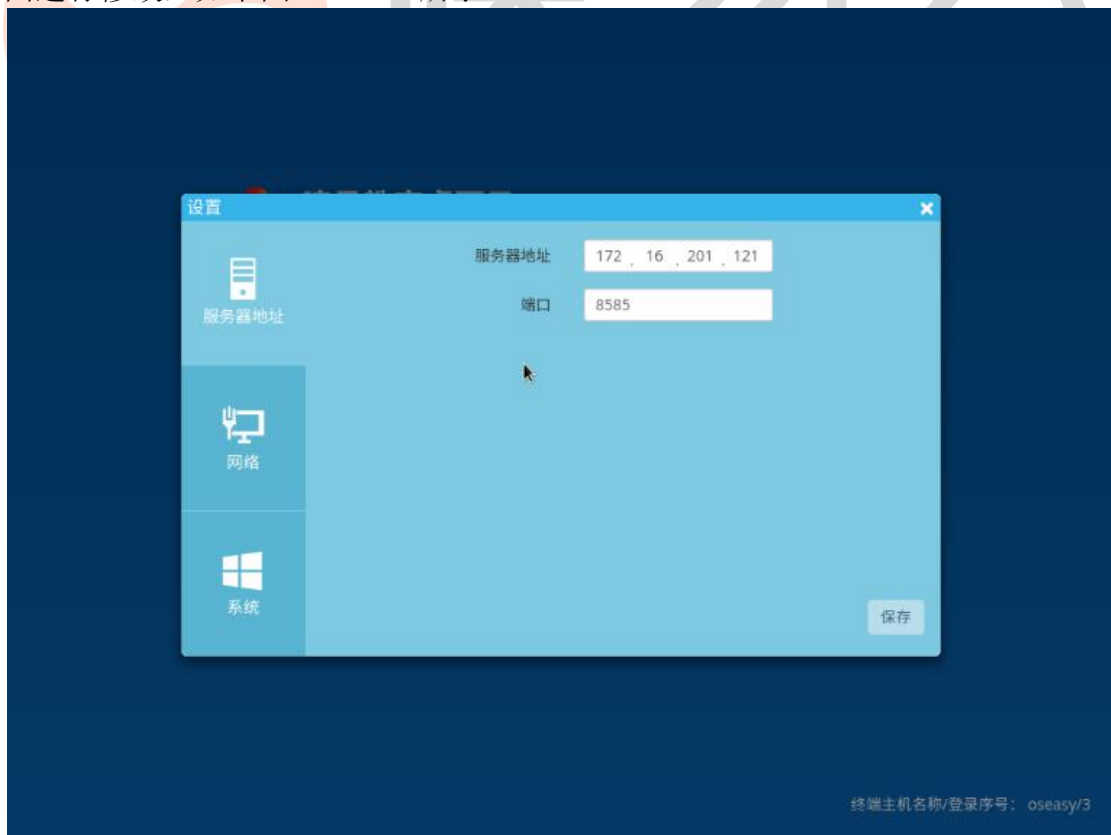 设置
服务器地址 172 . 16 . 201 . 121
服务器地址
端口 8585
网络
系统
保存
终端主机名称/登录序号： oseasy/3